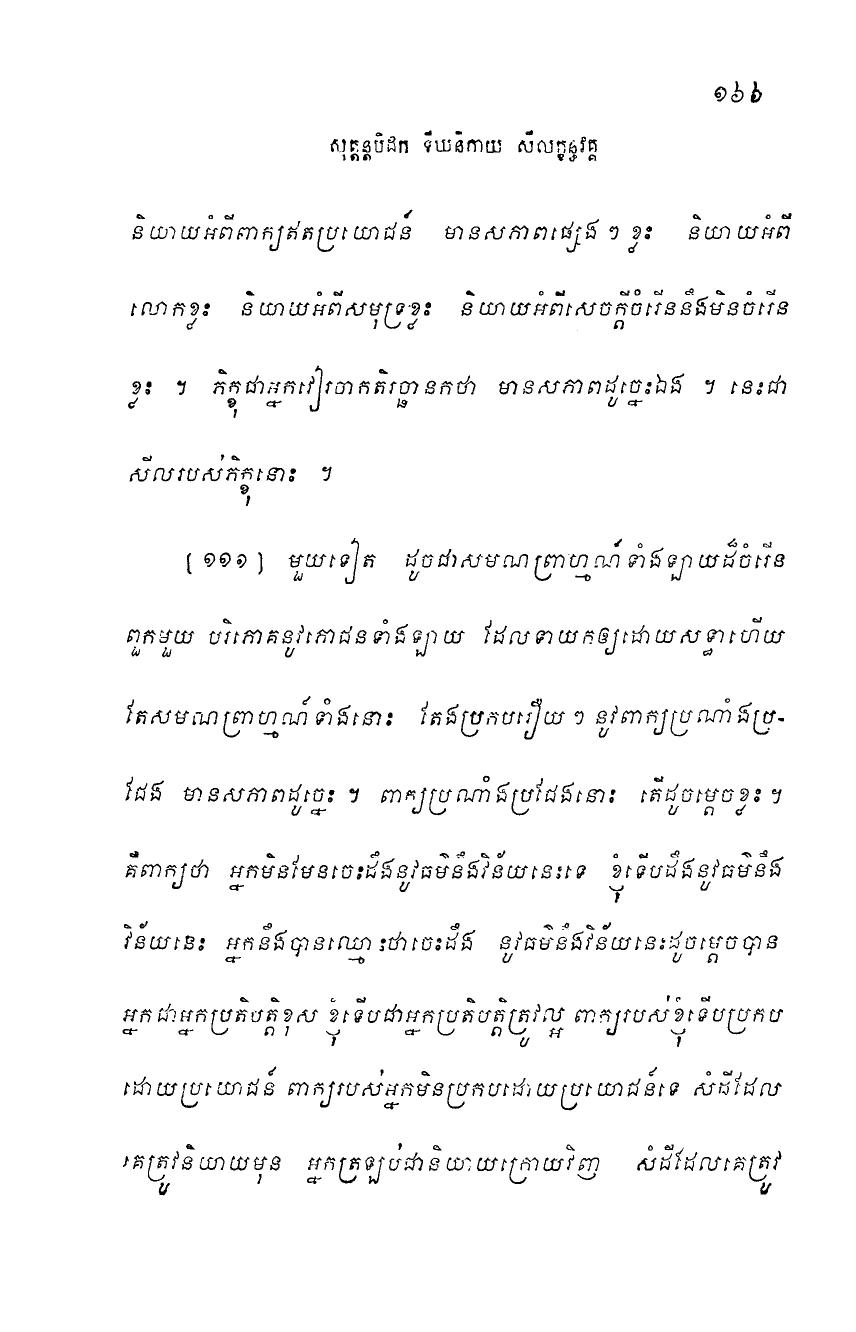 ១៦៦
សុត្តន្តបិដក ទីឃនិកាយ សីលក្ខន្ធវគ្គ
និយាយអំពីពាក្យឥតប្រយោជន៍ មានសភាពផ្សេង ៗ ខ្លះ និយាយអំពី
លោកខ្លះ និយាយអំពីសមុទ្រខ្លះ និយាយអំពីសេចក្តីចំរើននឹងមិនចំរើន
ខ្លះ ។ ភិក្ខុជាអ្នកវៀរចាកតិរច្ឆានកថា មានសភាពដូច្នេះឯង ។ នេះជា
សីលរបស់ភិក្ខុនោះ ។
[ ១១១ ] មួយទៀត ដូចជាសមណព្រាហ្មណ៍ទាំងឡាយដ៏ចំរើន
ពួកមួយ បរិភោគនូវភោជនទាំងឡាយ ដែលទាយកឲ្យដោយសទ្ធាហើយ
តែសមណព្រាហ្មណ៍ទាំងនោះ តែងប្រកបរឿយ ៗ នូវពាក្យប្រណាំងប្រ-
ជែង មានសភាពដូច្នេះ ។ ពាក្យប្រណាំងប្រជែងនោះ តើដូចម្តេចខ្លះ ។
គឺពាក្យថា អ្នកមិនមែនចេះដឹងនូវធម៌នឹងវិន័យនេះទេ ខ្ញុំទើបដឹងនូវធម៌នឹង
វិន័យនេះ អ្នកនឹងបានឈ្មោះថាចេះដឹង នូវធម៌នឹងវិន័យនេះដូចម្តេចបាន
អ្នកជាអ្នកប្រតិបត្តិខុស ខ្ញុំទើបជាអ្នកប្រតិបត្តិត្រូវល្អ ពាក្យរបស់ខ្ញុំទើបប្រកប
ដោយប្រយោជន៍ ពាក្យរបស់អ្នកមិនប្រកបដោយប្រយោជន៍ទេ សំដីដែល
គេត្រូវនិយាយមុន អ្នកត្រឡប់ជានិយាយក្រោយវិញ សំដីដែលគេត្រូវ